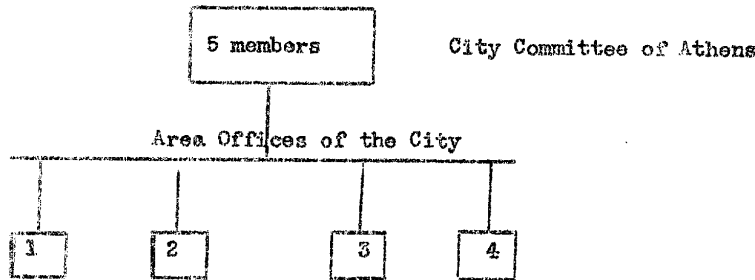 5 members City Committee of Athens
Area Offices of the City
1 2 3 4